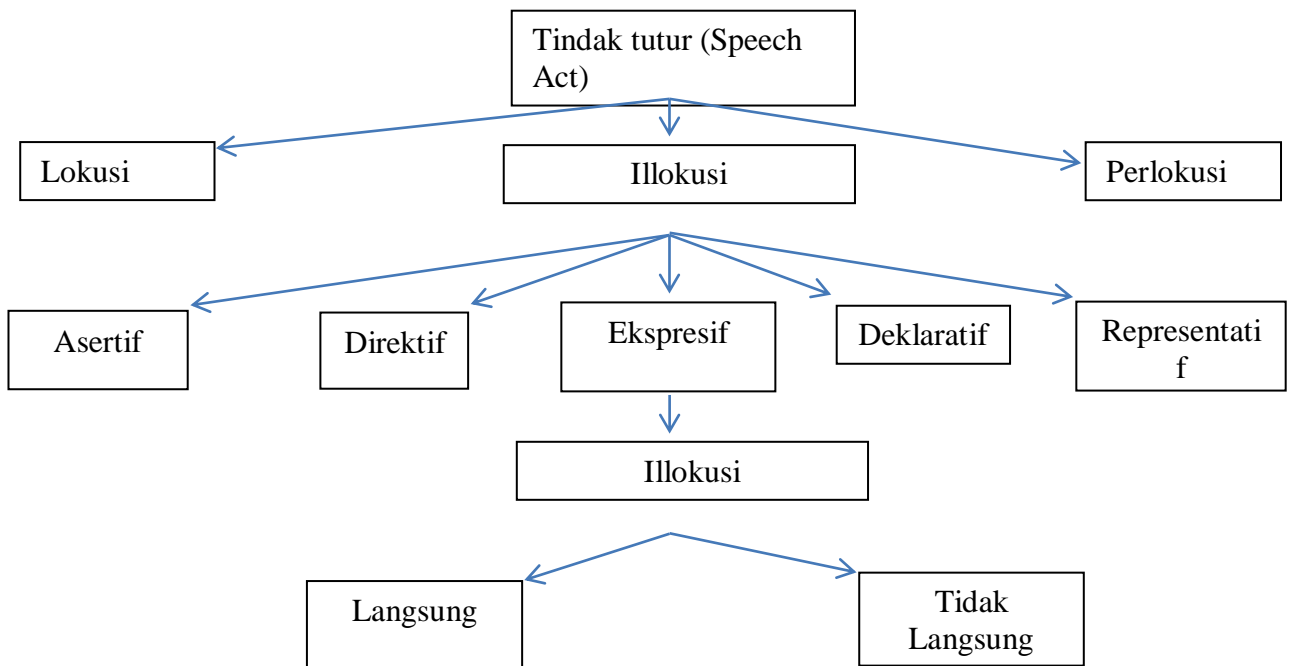 Tindak tutur (Speech
Act)
Lokusi
Illokusi
Perlokusi
Asertif
Direktif
Ekspresif
Deklaratif
Representati
f
Illokusi
Langsung
Tidak
Langsung